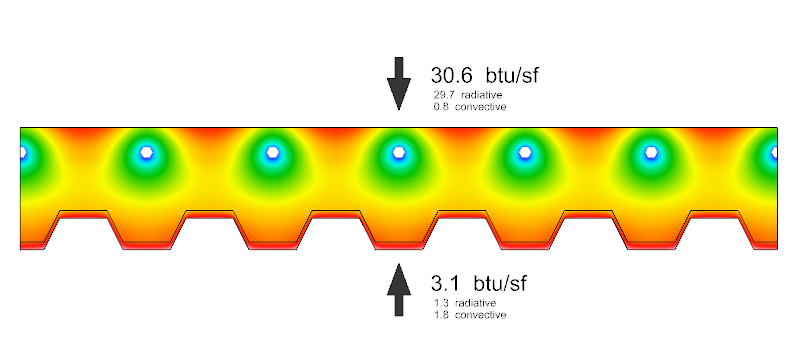 30.6 btu/sf
29.7 radiative
0.8 convective
3.1 btu/sf
1.3 radiative
1.8 convective